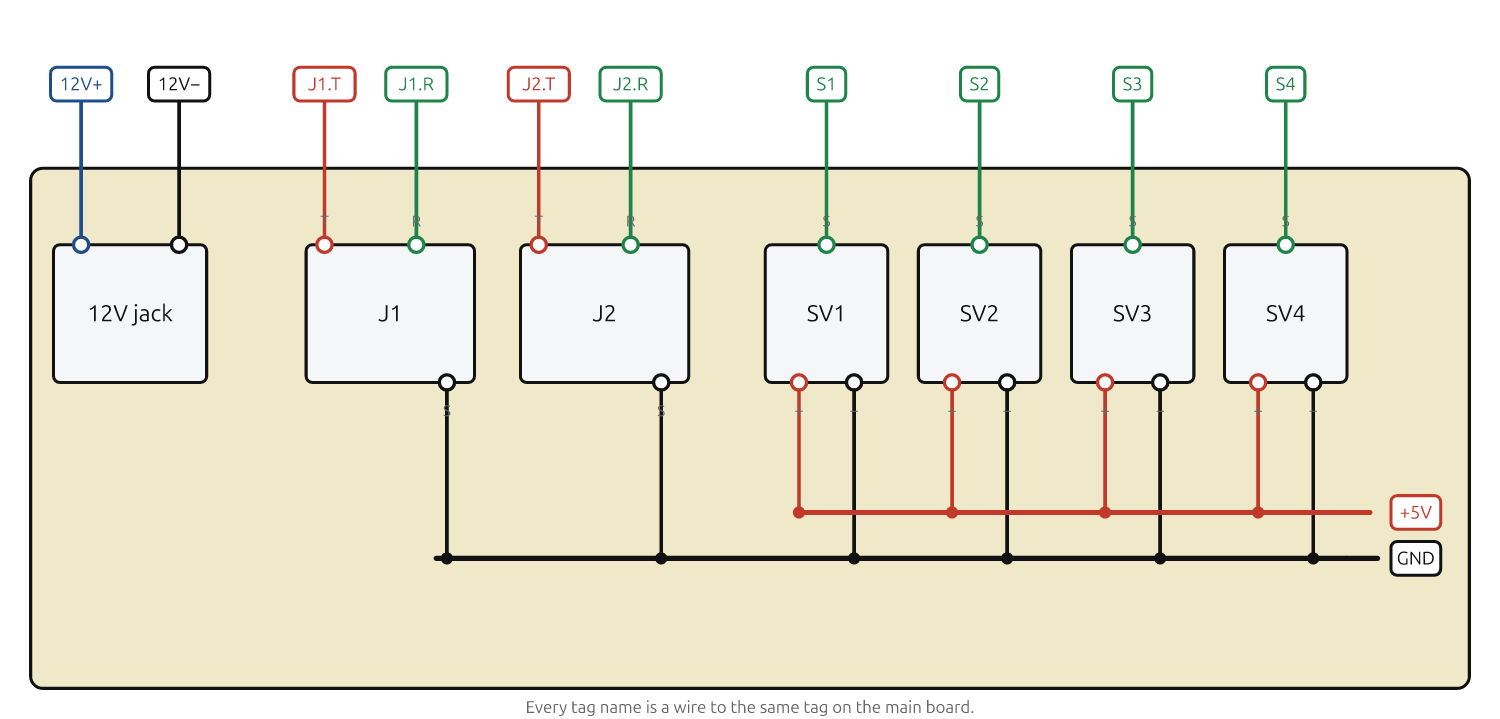 12V+ 12V– J1.T J1.R J2.T J2.R S1 S2 S3 S4
T R T R S S S S
12V jack J1 J2 SV1 SV2 SV3 SV4
S S
+5V
GND
Every tag name is a wire to the same tag on the main board.